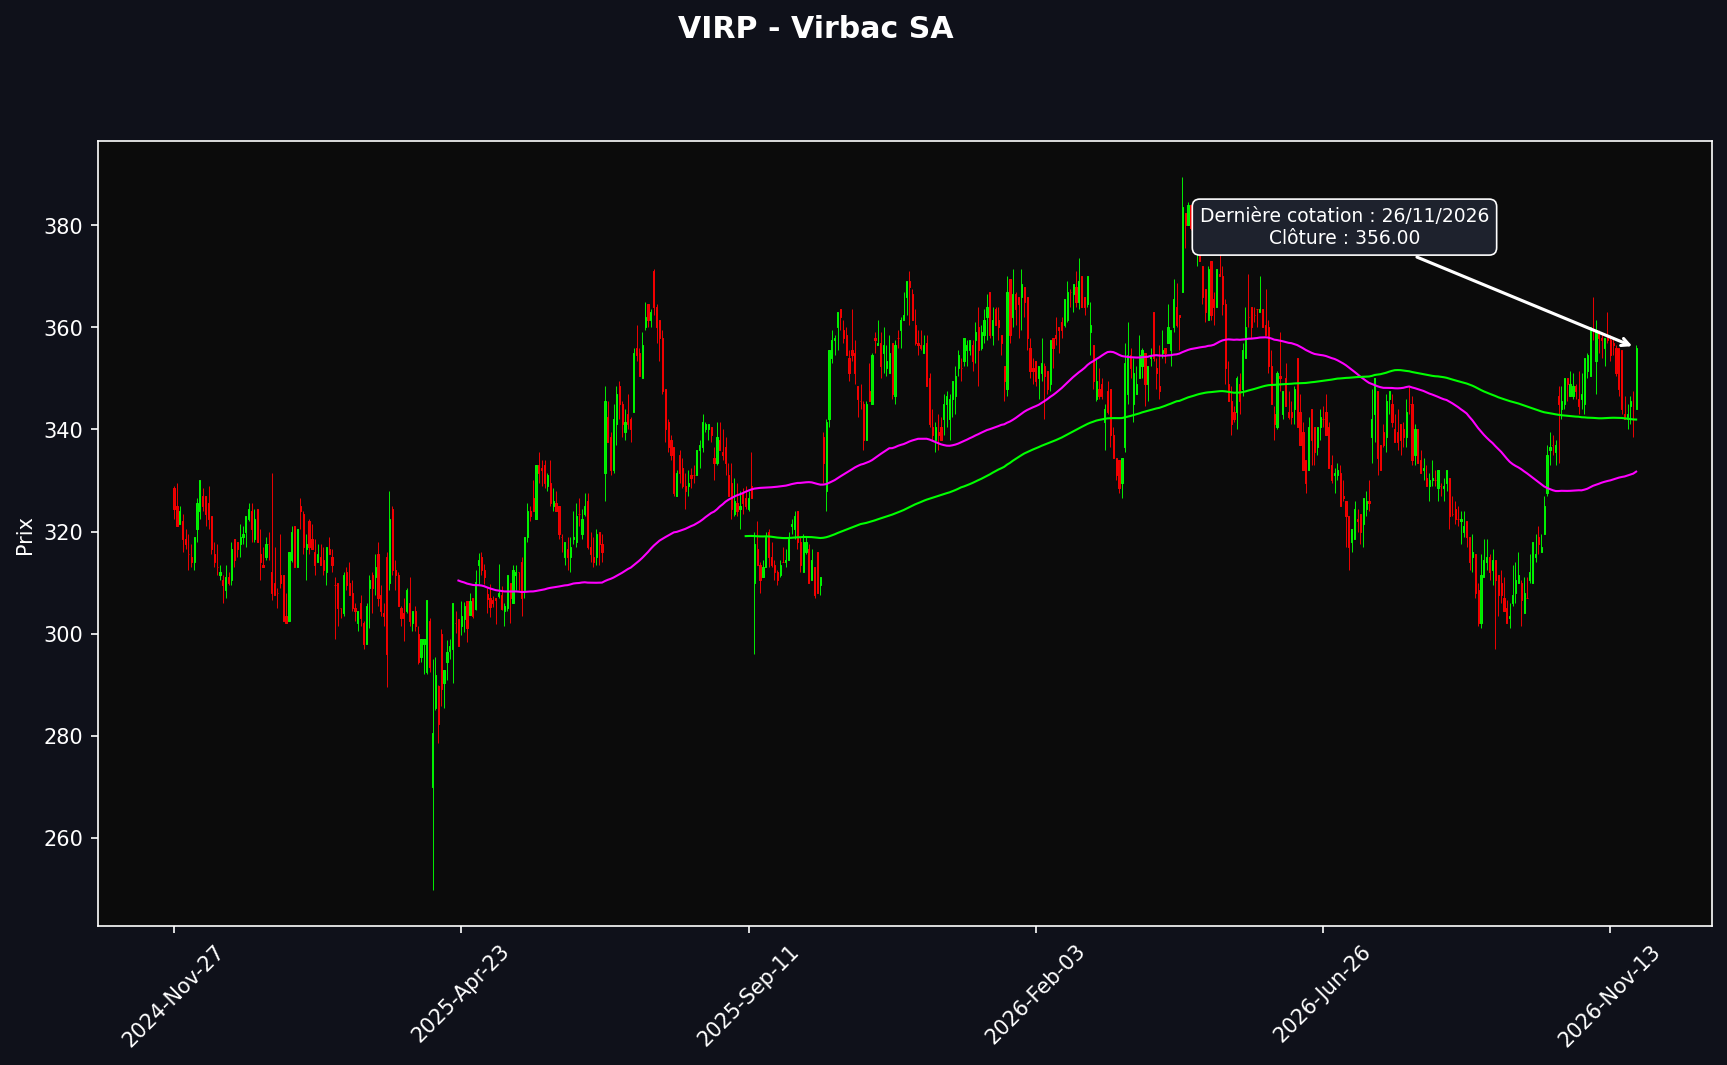 VIRP - Virbac SA
Dernière cotation : 26/11/2026
Clôture : 356.00
Prix
380
360
340
320
300
280
260
2024-Nov-27
2025-Apr-23
2025-Sep-11
2026-Feb-03
2026-Jun-26
2026-Nov-13